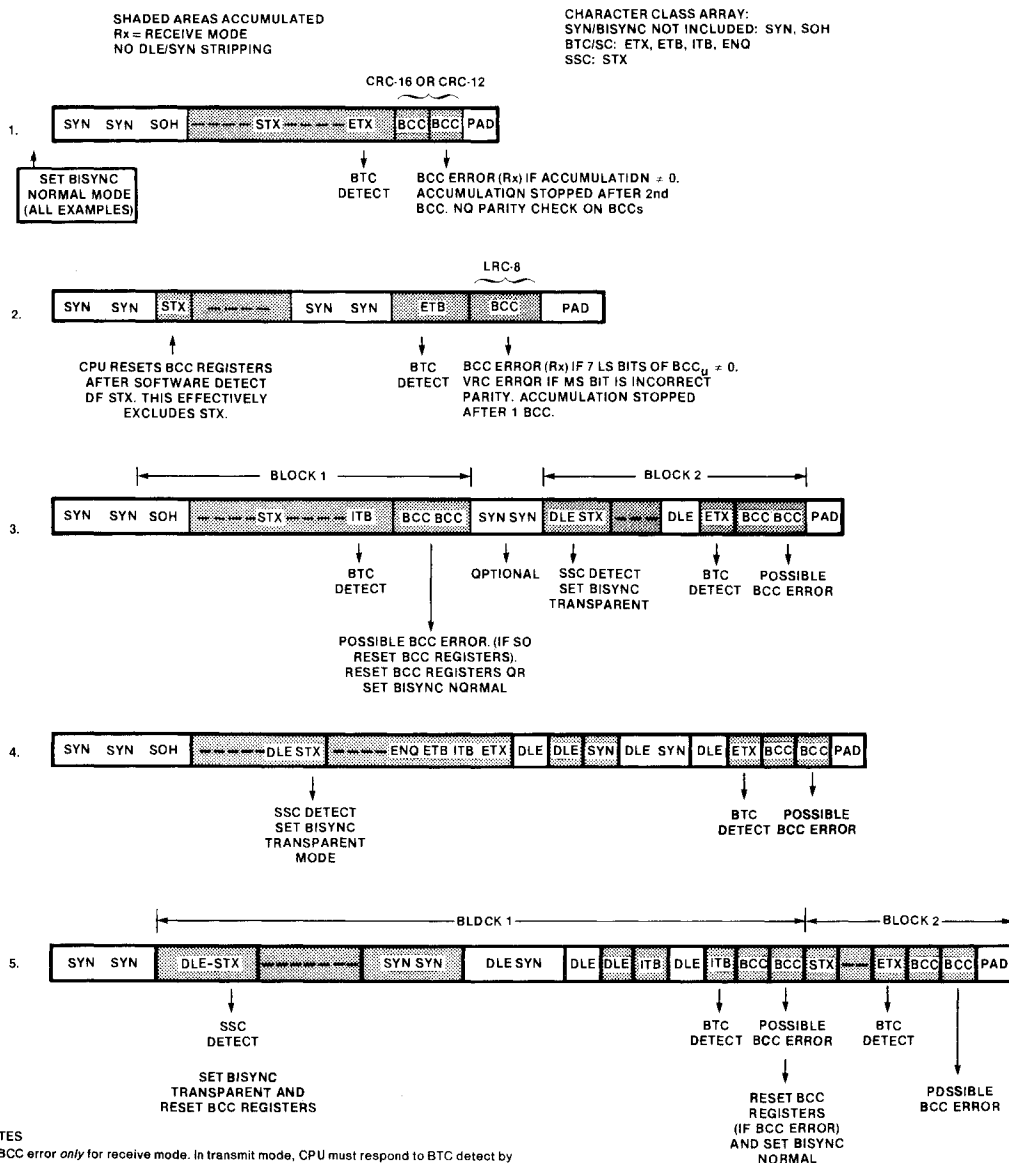 SHADED AREAS ACCUMULATED
Rx = RECEIVE MODE
NO DLE/SYN STRIPPING
CHARACTER CLASS ARRAY:
SYN/BISYNC NOT INCLUDED: SYN, SOH
BTC/SC: ETX, ETB, ITB, ENQ
SSC: STX
CRC-16 OR CRC-12
1. SYN SYN SOH ----STX-----ETX BCC BCC PAD
SET BISYNC
NORMAL MODE
(ALL EXAMPLES)
BTC
DETECT
BCC ERROR (Rx) IF ACCUMULATIDN ≠ 0.
ACCUMULATIQN STOPPED AFTER 2nd
BCC. NQ PARITY CHECK ON BCCs
LRC-8
2. SYN SYN STX ---- SYN SYN ETB BCC PAD
CPU RESETS BCC REGISTERS
AFTER SOFTWARE DETECT
DF STX. THIS EFFECTIVELY
EXCLUDES STX.
BTC
DETECT
BCC ERROR (Rx) IF 7 LS BITS OF BCCu ≠ 0.
VRC ERROR IF MS BIT IS INCORRECT
PARITY. ACCUMULATION STOPPED
AFTER 1 BCC.
BLOCK 1
BLOCK 2
3. SYN SYN SOH ----STX-----ITB BCC BCC SYN SYN DLE STX --- DLE ETX BCC BCC PAD
BTC
DETECT
QPTIONAL
SSC DETECT
SET BISYNC
TRANSPARENT
BTC
DETECT
POSSIBLE
BCC ERROR
POSSIBLE BCC ERROR. (IF SO
RESET BCC REGISTERS).
RESET BCC REGISTERS QR
SET BISYNC NORMAL
4. SYN SYN SOH -----DLE STX ----ENQ ETB ITB ETX DLE DLE SYN DLE SYN DLE ETX BCC BCC PAD
SSC DETECT
SET BISYNC
TRANSPARENT
MODE
BTC
DETECT
POSSIBLE
BCC ERROR
BLDCK 1
BLOCK 2
5. SYN SYN DLE-STX ------- SYN SYN DLE SYN DLE DLE ITB DLE ITB BCC BCC STX -- ETX BCC BCC PAD
SSC
DETECT
SET BISYNC
TRANSPARENT AND
RESET BCC REGISTERS
BTC
DETECT
POSSIBLE
BCC ERROR
RESET BCC
REGISTERS
(IF BCC ERROR)
AND SET BISYNC
NORMAL
BTC
DETECT
PDSSIBLE
BCC ERROR
TES
BCC error only for receive mode. In transmit mode, CPU must respond to BTC detect by